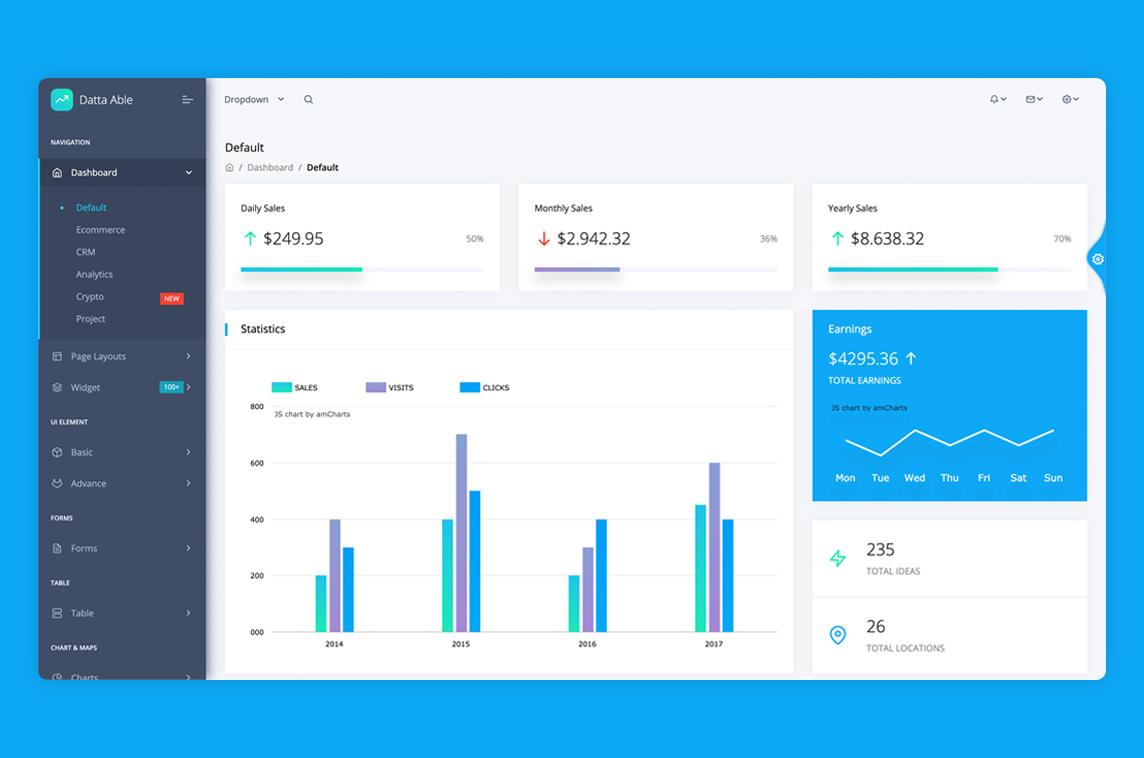 Datta Able
NAVIGATION
Dashboard
Default
Ecommerce
CRM
Analytics
Crypto NEW
Project
Page Layouts
Widget 100+
UI ELEMENT
Basic
Advance
FORMS
Forms
TABLE
Table
CHART & MAPS
Charts
Dropdown
Default
/ Dashboard / Default
Daily Sales
$249.95 50%
Monthly Sales
$2.942.32 36%
Yearly Sales
$8.638.32 70%
Statistics
SALES VISITS CLICKS
JS chart by amCharts
800
600
400
200
000
2014 2015 2016 2017
Earnings
$4295.36
TOTAL EARNINGS
JS chart by amCharts
Mon Tue Wed Thu Fri Sat Sun
235
TOTAL IDEAS
26
TOTAL LOCATIONS